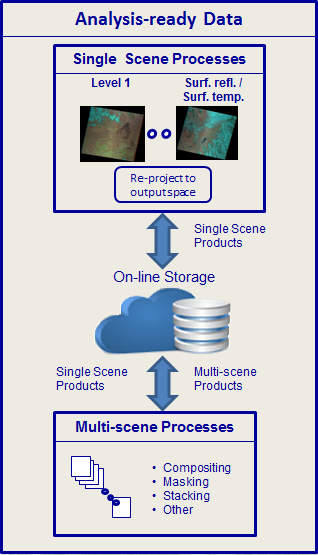 Analysis-ready Data
Single Scene Processes
Level 1
Surf. refl. /
Surf. temp.
Re-project to
output space
Single Scene
Products
On-line Storage
Single Scene
Products
Multi-scene
Products
Multi-scene Processes
• Compositing
• Masking
• Stacking
• Other